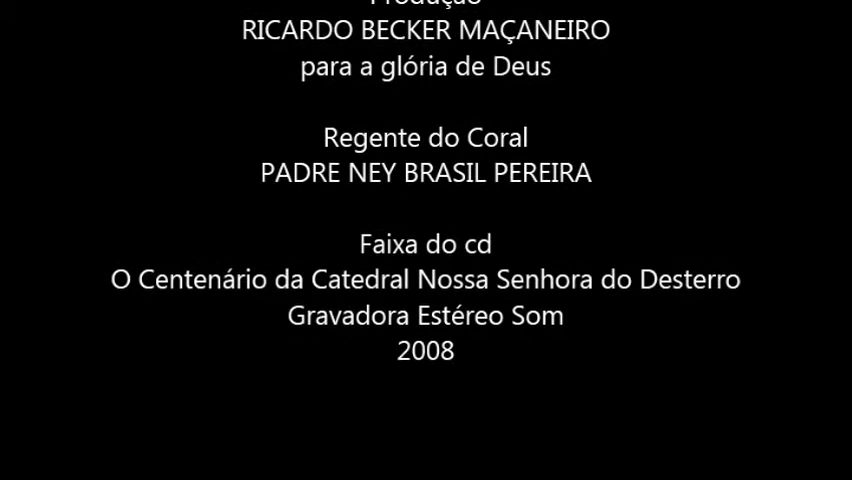 Produção
RICARDO BECKER MAÇANEIRO
para a glória de Deus
Regente do Coral
PADRE NEY BRASIL PEREIRA
Faixa do cd
O Centenário da Catedral Nossa Senhora do Desterro
Gravadora Estéreo Som
2008